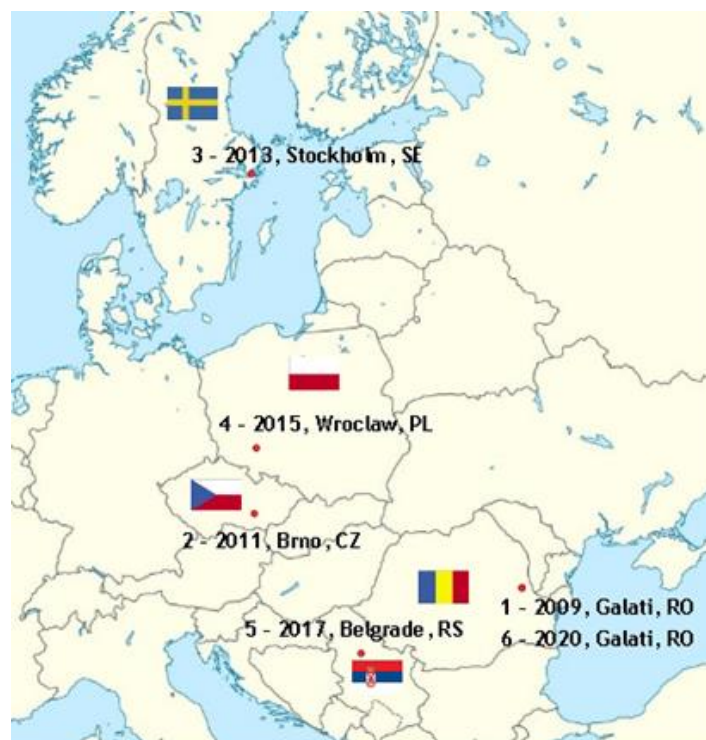 3 - 2013, Stockholm, SE
4 - 2015, Wroclaw, PL
2 - 2011, Brno, CZ
1 - 2009, Galati, RO
5 - 2017, Belgrade, RS
6 - 2020, Galati, RO